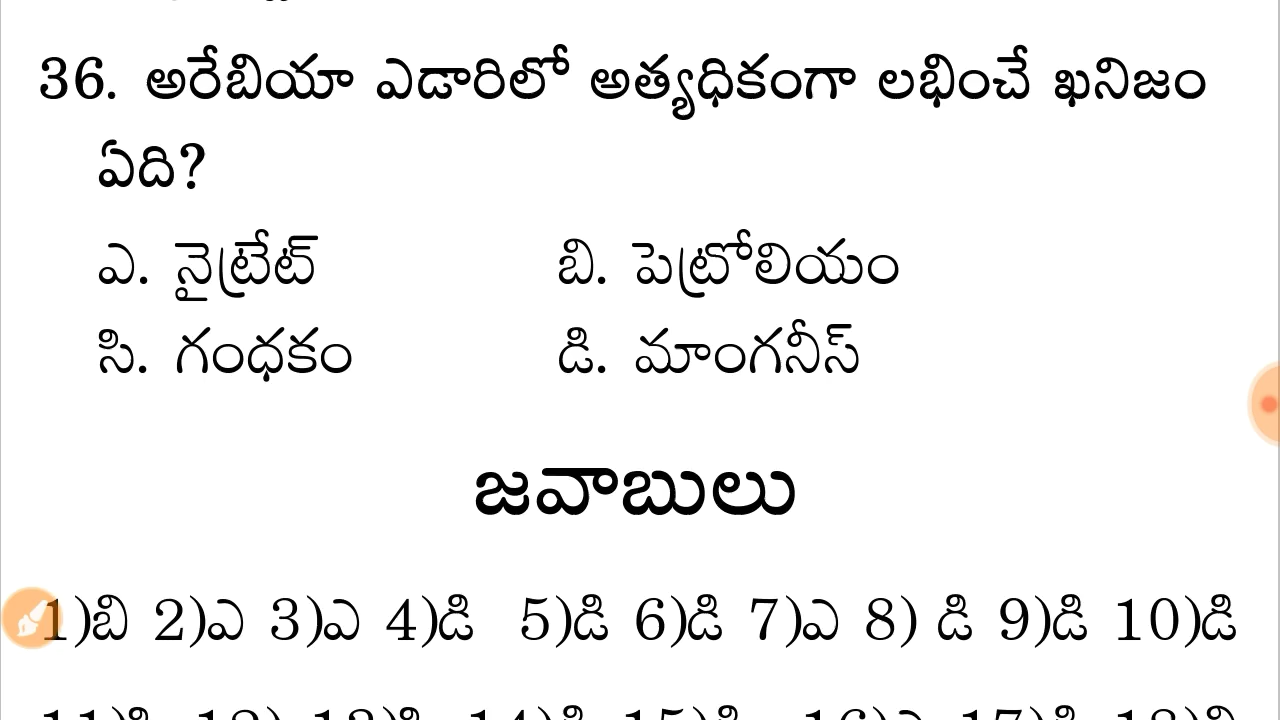 36. అరేబియా ఎడారిలో అత్యధికంగా లభించే ఖనిజం
ఏది?
ఎ. నైట్రేట్ బి. పెట్రోలియం
సి. గంధకం డి. మాంగనీస్
జవాబులు
1)బి 2)ఎ 3)ఎ 4)డి 5)డి 6)డి 7)ఎ 8) డి 9)డి 10)డి